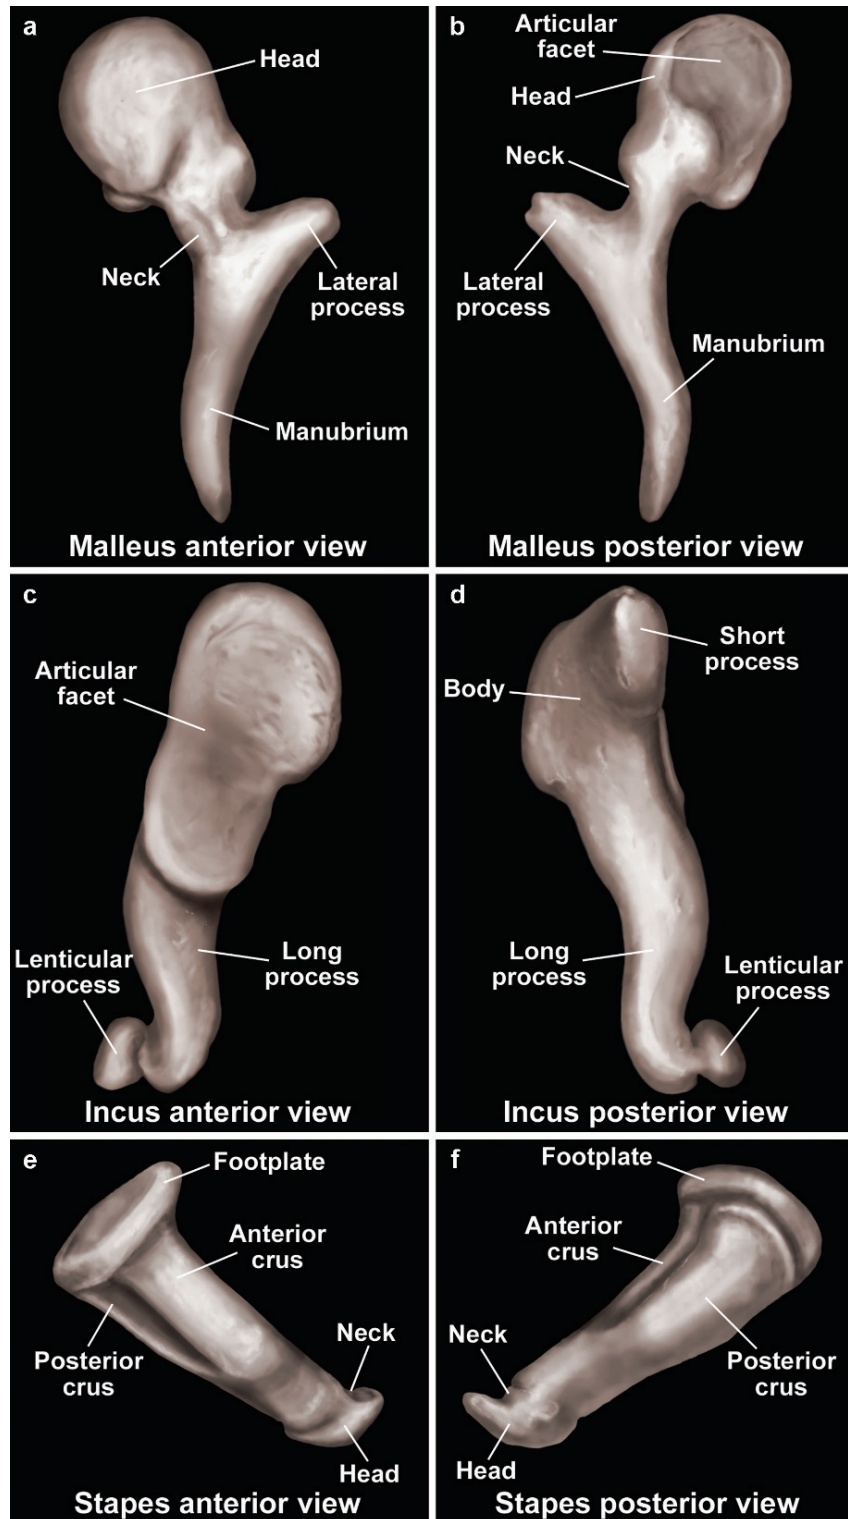 a
Head
Neck
Lateral
process
Manubrium
Malleus anterior view
b
Articular
facet
Head
Neck
Lateral
process
Manubrium
Malleus posterior view
c
Articular
facet
Long
process
Lenticular
process
Incus anterior view
d
Short
process
Body
Long
process
Lenticular
process
Incus posterior view
e
Footplate
Anterior
crus
Neck
Posterior
crus
Head
Stapes anterior view
f
Footplate
Anterior
crus
Neck
Posterior
crus
Head
Stapes posterior view